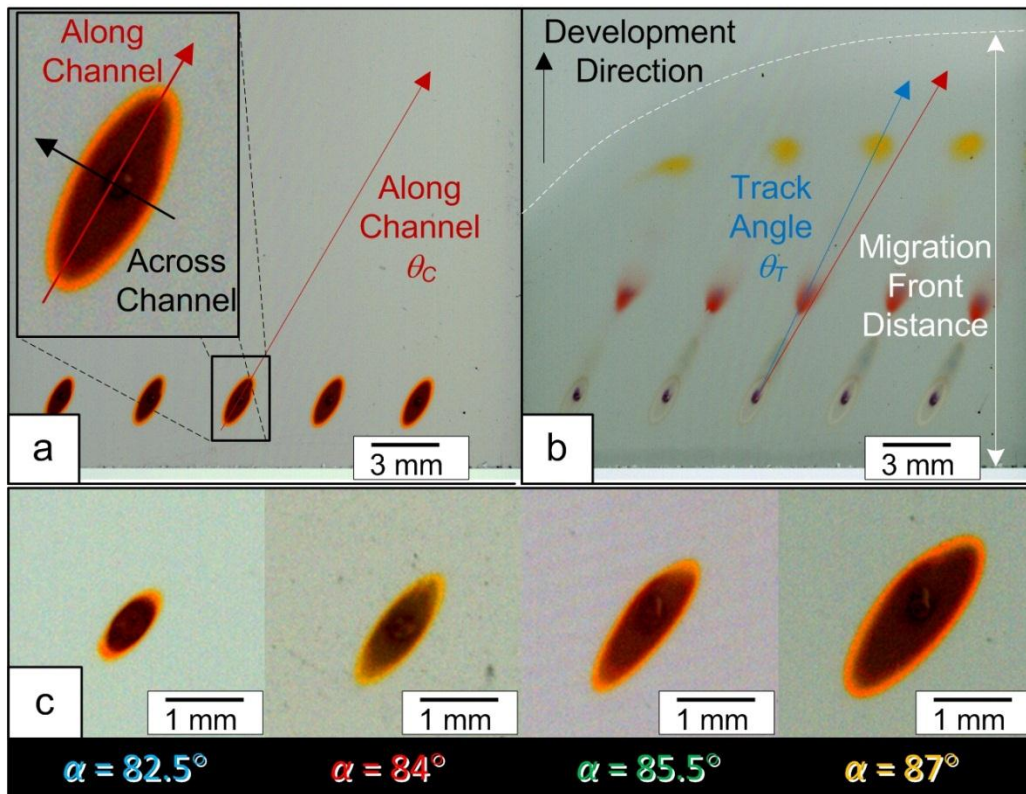 Along
Channel
Across
Channel
Along
Channel
θC
a
3 mm
Development
Direction
Track
Angle
θT
Migration
Front
Distance
b
3 mm
c
1 mm
1 mm
1 mm
1 mm
α = 82.5°
α = 84°
α = 85.5°
α = 87°